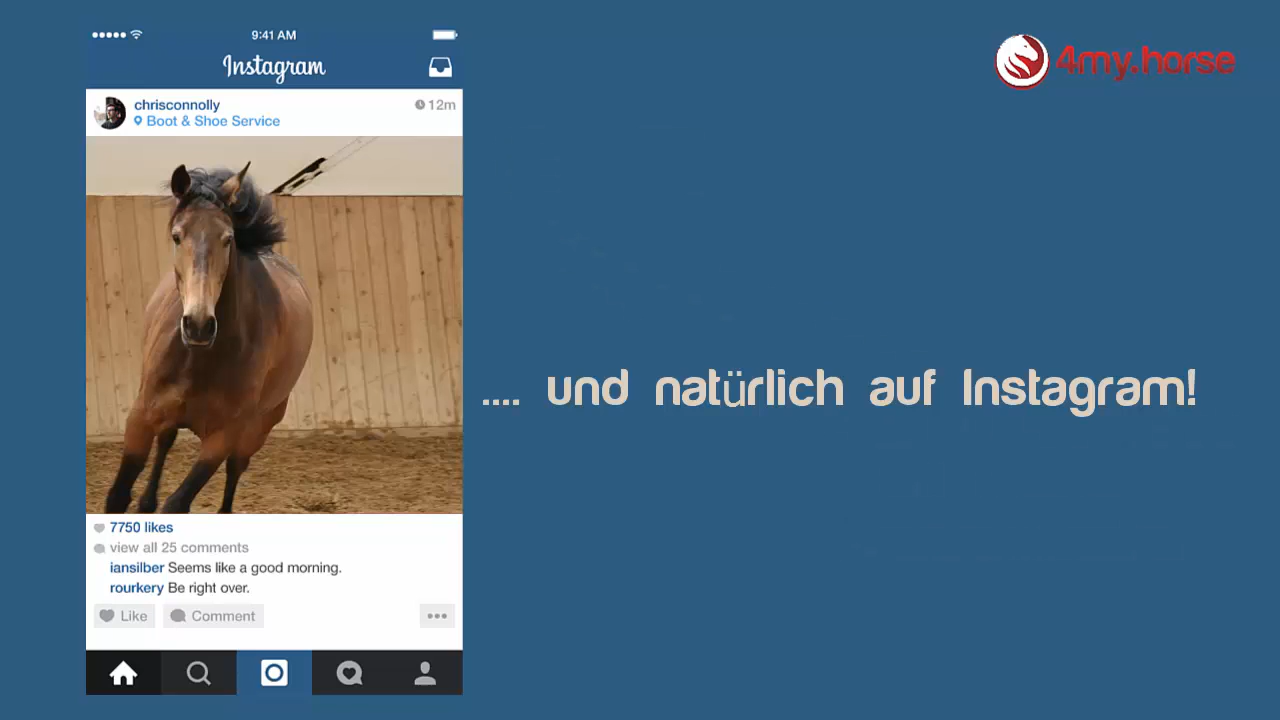 9:41 AM
Instagram
4my.horse
chrisconnolly
12m
Boot & Shoe Service
.... und natürlich auf Instagram!
7750 likes
view all 25 comments
iansilber Seems like a good morning.
rourkery Be right over.
Like
Comment